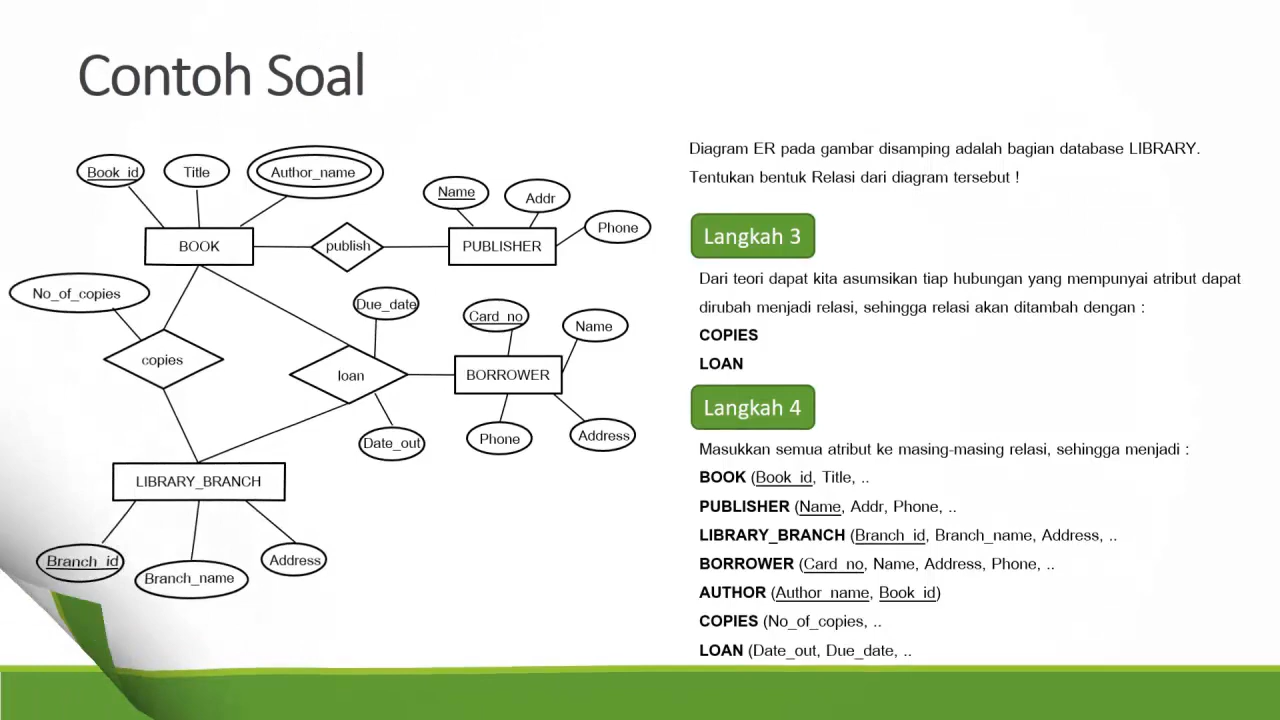 Contoh Soal
Book_id
Title
Author_name
Name
Addr
Phone
BOOK
publish
PUBLISHER
No_of_copies
Due_date
Card_no
Name
copies
loan
BORROWER
Date_out
Phone
Address
LIBRARY_BRANCH
Branch_id
Branch_name
Address
Diagram ER pada gambar disamping adalah bagian database LIBRARY.
Tentukan bentuk Relasi dari diagram tersebut !
Langkah 3
Dari teori dapat kita asumsikan tiap hubungan yang mempunyai atribut dapat
dirubah menjadi relasi, sehingga relasi akan ditambah dengan :
COPIES
LOAN
Langkah 4
Masukkan semua atribut ke masing-masing relasi, sehingga menjadi :
BOOK (Book_id, Title, ..
PUBLISHER (Name, Addr, Phone, ..
LIBRARY_BRANCH (Branch_id, Branch_name, Address, ..
BORROWER (Card_no, Name, Address, Phone, ..
AUTHOR (Author_name, Book_id)
COPIES (No_of_copies, ..
LOAN (Date_out, Due_date, ..